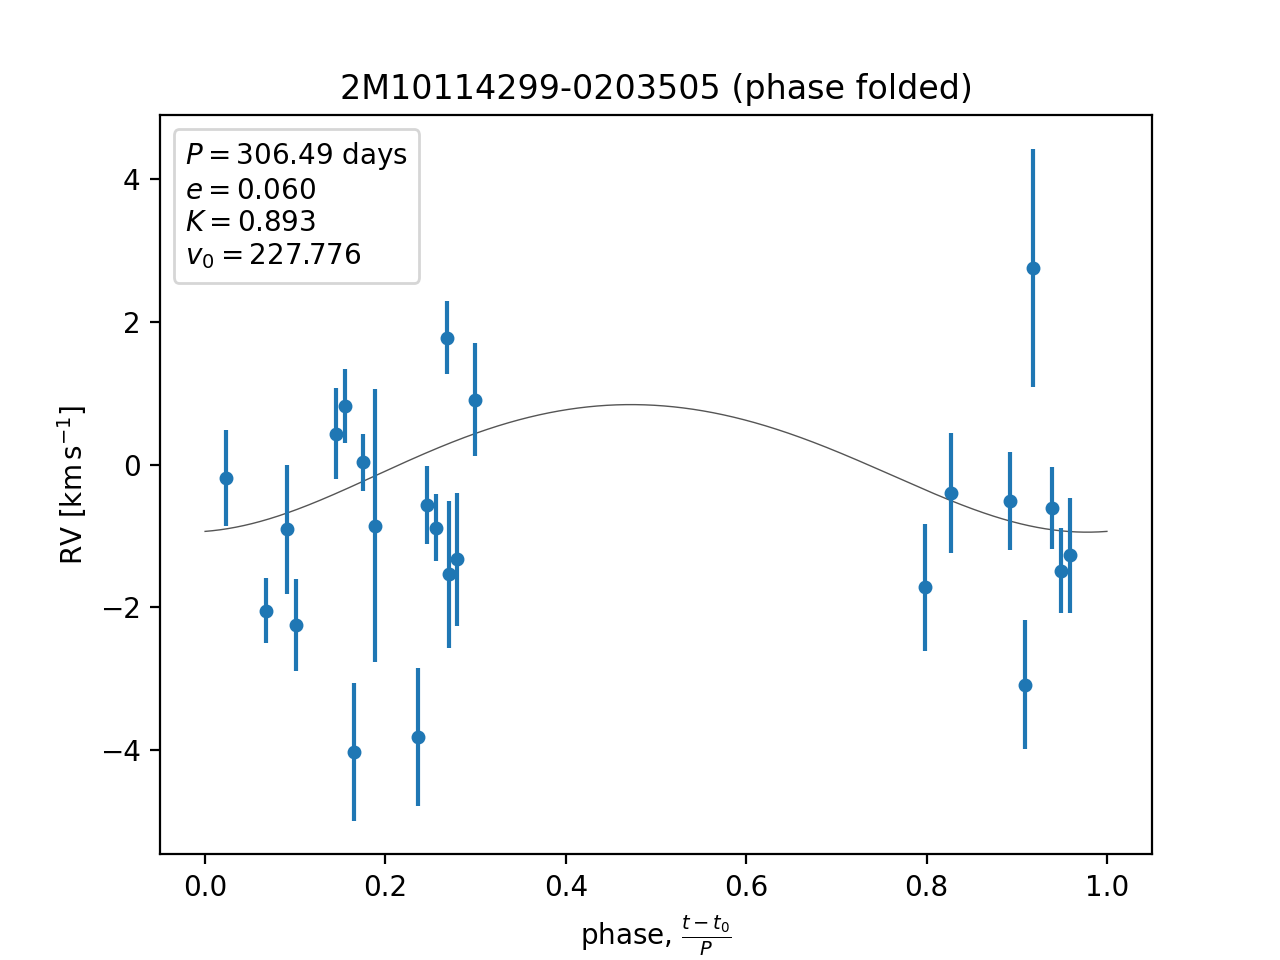 2M10114299-0203505 (phase folded)
P = 306.49 days
e = 0.060
K = 0.893
v₀ = 227.776
4
2
0
−2
−4
RV [km s⁻¹]
0.0 0.2 0.4 0.6 0.8 1.0
phase, (t − t₀)/P